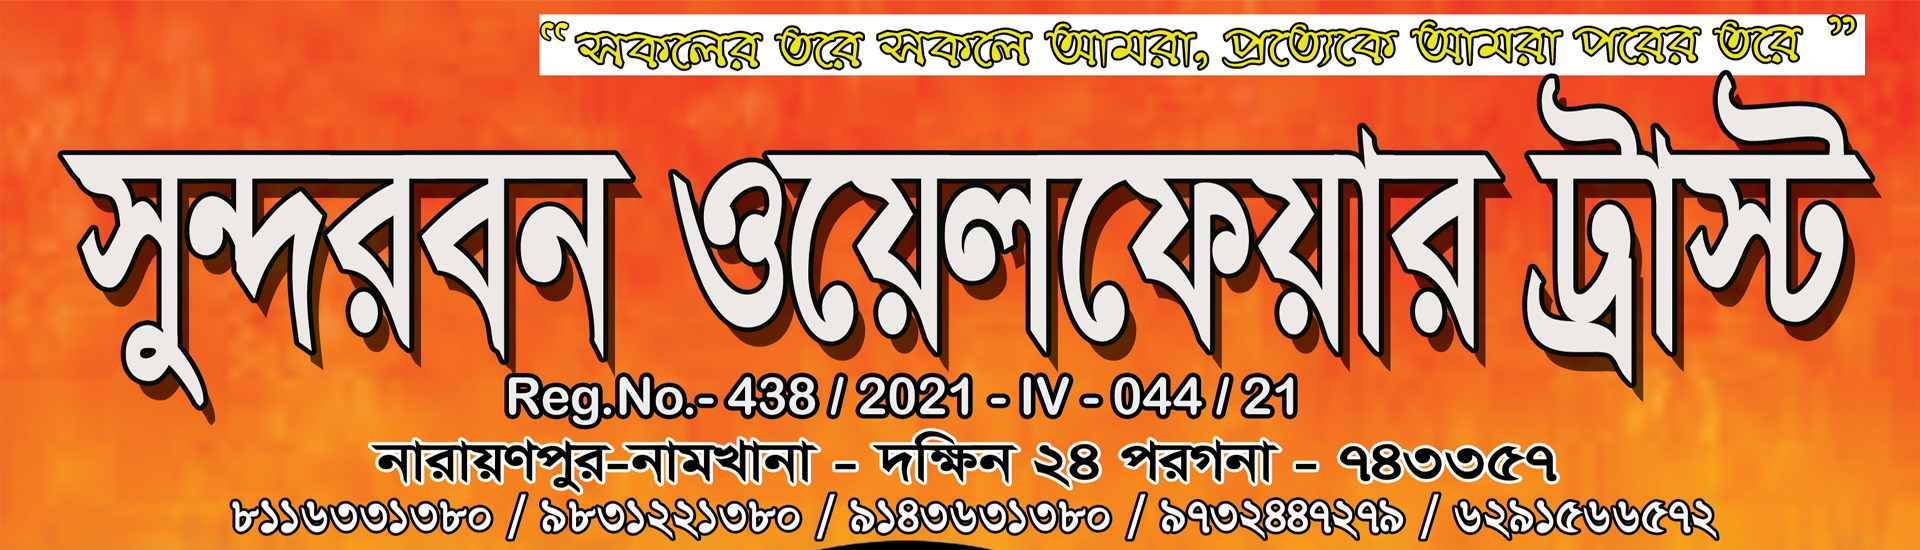 “ সকলের তরে সকলে আমরা, প্রত্যেকে আমরা পরের তরে ”
সুন্দরবন ওয়েলফেয়ার ট্রাস্ট
Reg.No.- 438 / 2021 - IV - 044 / 21
নারায়ণপুর-নামখানা - দক্ষিন ২৪ পরগনা - ৭৪৩৩৫৭
৮১১৬৩৩১৩৮০ / ৯৮৩১২২১৩৮০ / ৯১৪৩৬৩১৩৮০ / ৯৭৩২৪৪৭২৭৯ / ৬২৯১৫৬৬৫৭২